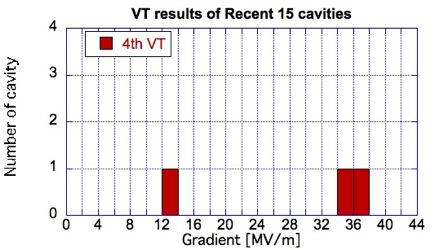 VT results of Recent 15 cavities
4th VT
Number of cavity
4
3
2
1
0
0 4 8 12 16 20 24 28 32 36 40 44
Gradient [MV/m]